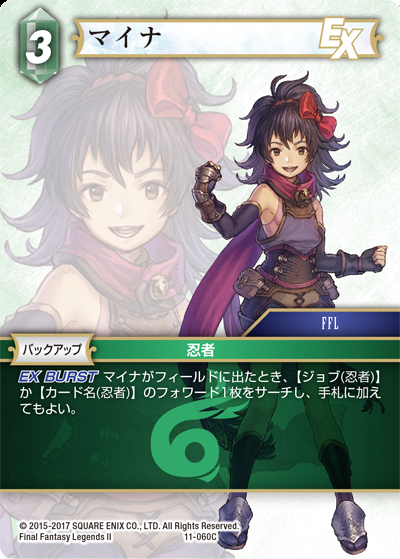 3
マイナ
EX
FFL
バックアップ
忍者
EX BURST マイナがフィールドに出たとき、【ジョブ(忍者)】
か【カード名(忍者)】のフォワード1枚をサーチし、手札に加え
てもよい。
© 2015-2017 SQUARE ENIX CO., LTD. All Rights Reserved.
Final Fantasy Legends II
11-060C